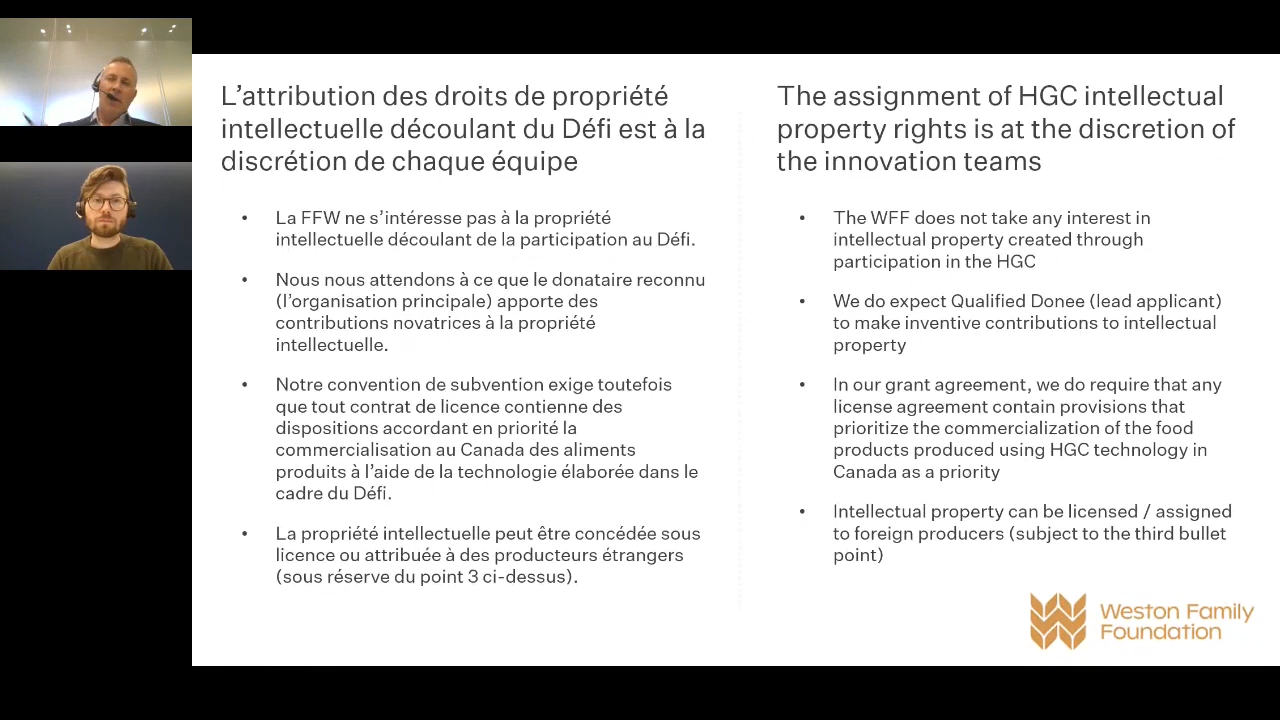 L’attribution des droits de propriété
intellectuelle découlant du Défi est à la
discrétion de chaque équipe
• La FFW ne s’intéresse pas à la propriété
intellectuelle découlant de la participation au Défi.
• Nous nous attendons à ce que le donataire reconnu
(l’organisation principale) apporte des
contributions novatrices à la propriété
intellectuelle.
• Notre convention de subvention exige toutefois
que tout contrat de licence contienne des
dispositions accordant en priorité la
commercialisation au Canada des aliments
produits à l’aide de la technologie élaborée dans le
cadre du Défi.
• La propriété intellectuelle peut être concédée sous
licence ou attribuée à des producteurs étrangers
(sous réserve du point 3 ci-dessus).
The assignment of HGC intellectual
property rights is at the discretion of
the innovation teams
• The WFF does not take any interest in
intellectual property created through
participation in the HGC
• We do expect Qualified Donee (lead applicant)
to make inventive contributions to intellectual
property
• In our grant agreement, we do require that any
license agreement contain provisions that
prioritize the commercialization of the food
products produced using HGC technology in
Canada as a priority
• Intellectual property can be licensed / assigned
to foreign producers (subject to the third bullet
point)
Weston Family
Foundation